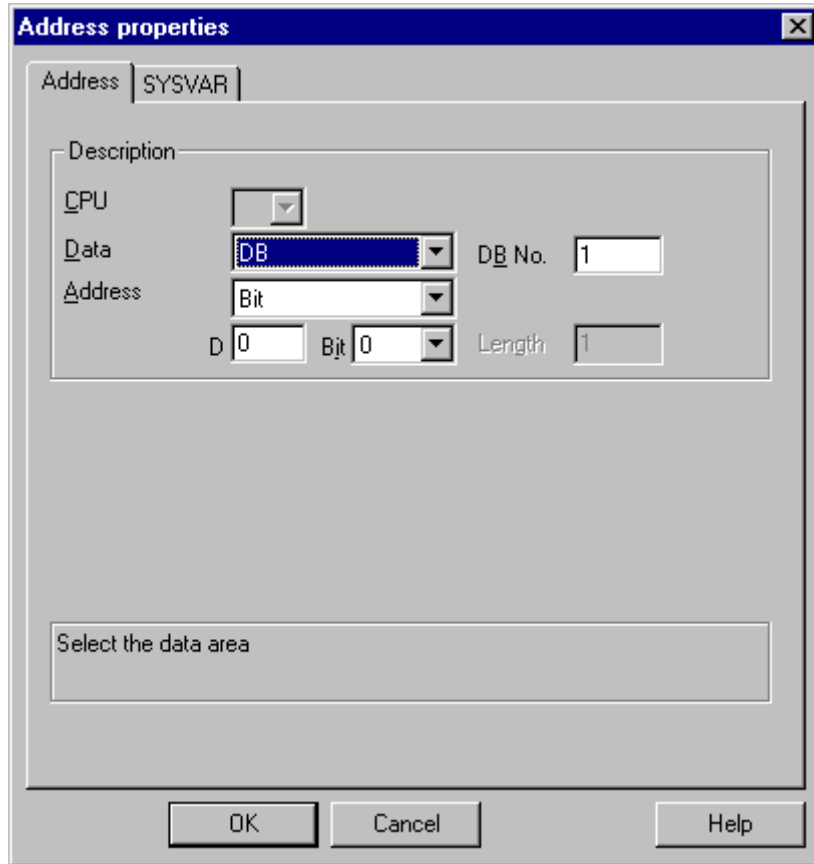 Address properties
Address SYSVAR
Description
CPU
Data DB DB No. 1
Address Bit
D 0 Bit 0 Length 1
Select the data area
OK Cancel Help